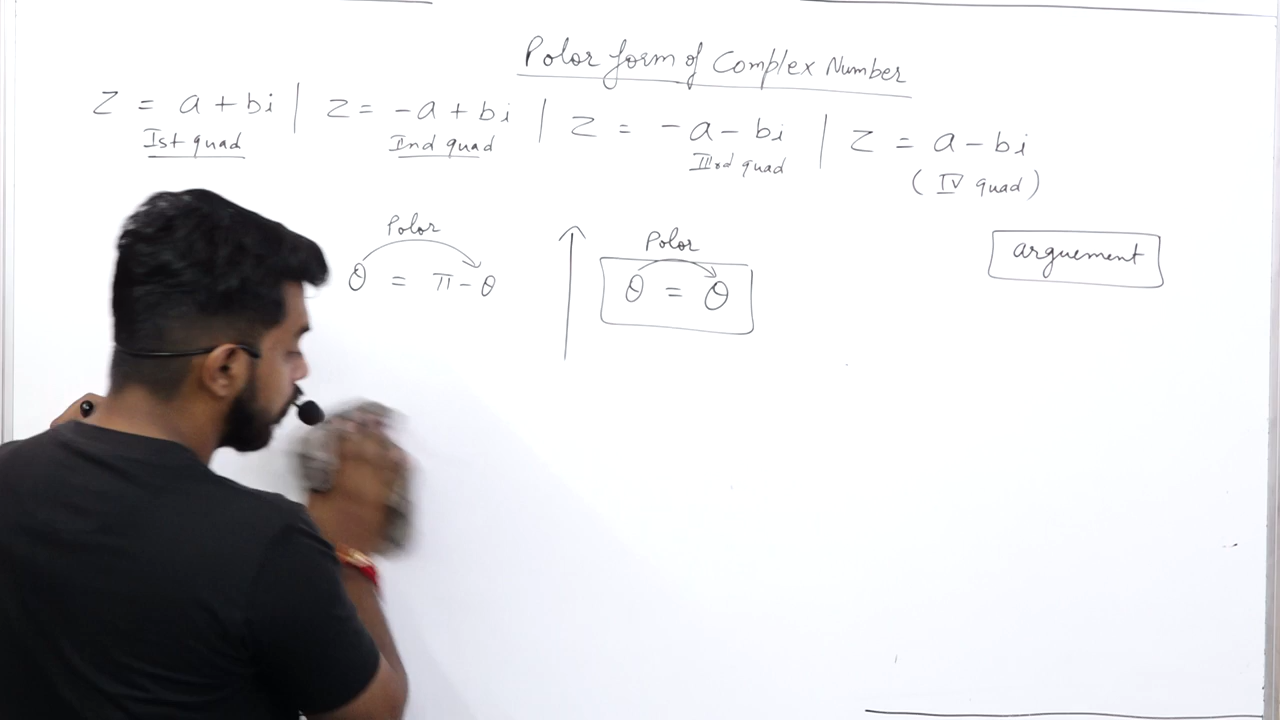 Polar form of Complex Number
Z = a + bi | Z = -a + bi | Z = -a - bi | Z = a - bi
Ist quad IInd quad IIIrd quad (IV quad)
Polar Polar
θ = π - θ θ = θ
arguement